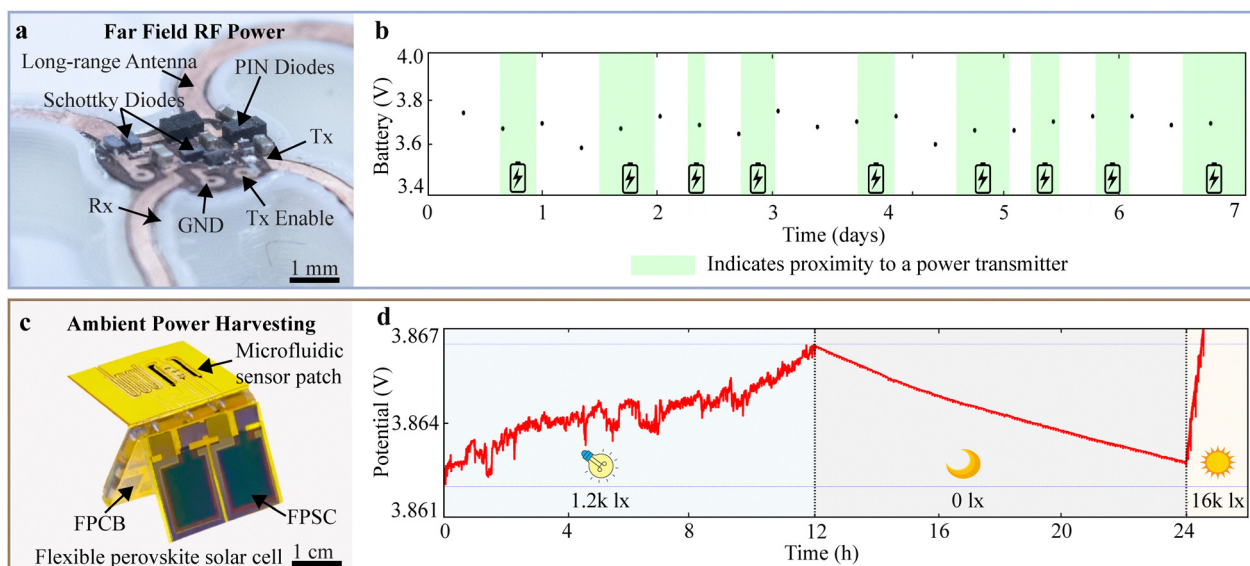 a
Far Field RF Power
Long-range Antenna
PIN Diodes
Schottky Diodes
Tx
Rx
GND
Tx Enable
1 mm
b
Battery (V)
4.0
3.8
3.6
3.4
0 1 2 3 4 5 6 7
Time (days)
Indicates proximity to a power transmitter
c
Ambient Power Harvesting
Microfluidic
sensor patch
FPCB
FPSC
Flexible perovskite solar cell
1 cm
d
Potential (V)
3.867
3.864
3.861
1.2k lx
0 lx
16k lx
0 4 8 12 16 20 24
Time (h)